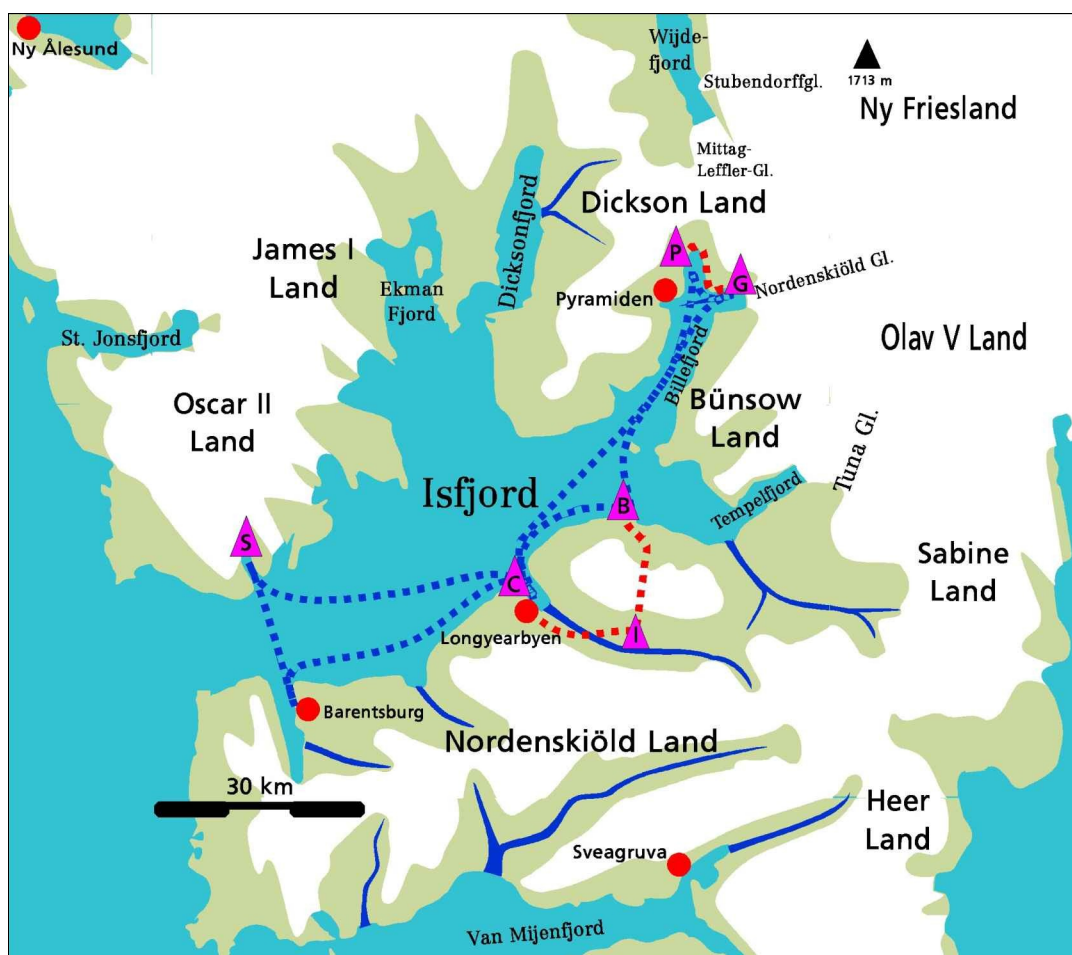 Ny Ålesund
Wijde-
fjord
Stubendorffgl.
1713 m
Ny Friesland
Mittag-
Leffler-Gl.
Dickson Land
Dicksonfjord
James I
Land
Ekman
Fjord
P
G
Pyramiden
Nordenskiöld Gl.
St. Jonsfjord
Billefjord
Olav V Land
Oscar II
Land
Bünsow
Land
Tuna Gl.
Isfjord
B
Tempelfjord
S
C
Sabine
Land
Longyearbyen
I
Barentsburg
Nordenskiöld Land
30 km
Heer
Land
Sveagruva
Van Mijenfjord